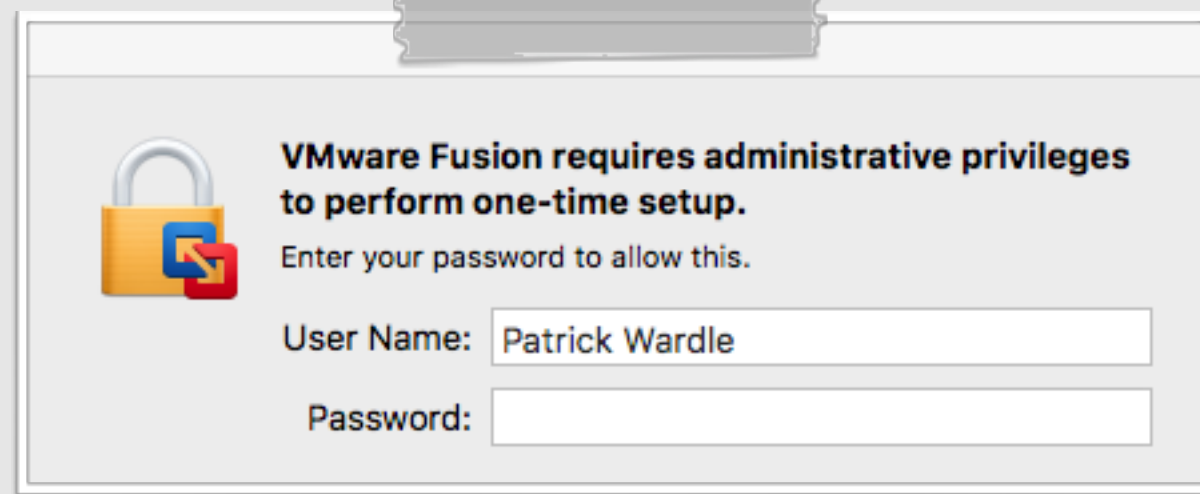 VMware Fusion requires administrative privileges
to perform one-time setup.
Enter your password to allow this.
User Name: Patrick Wardle
Password: